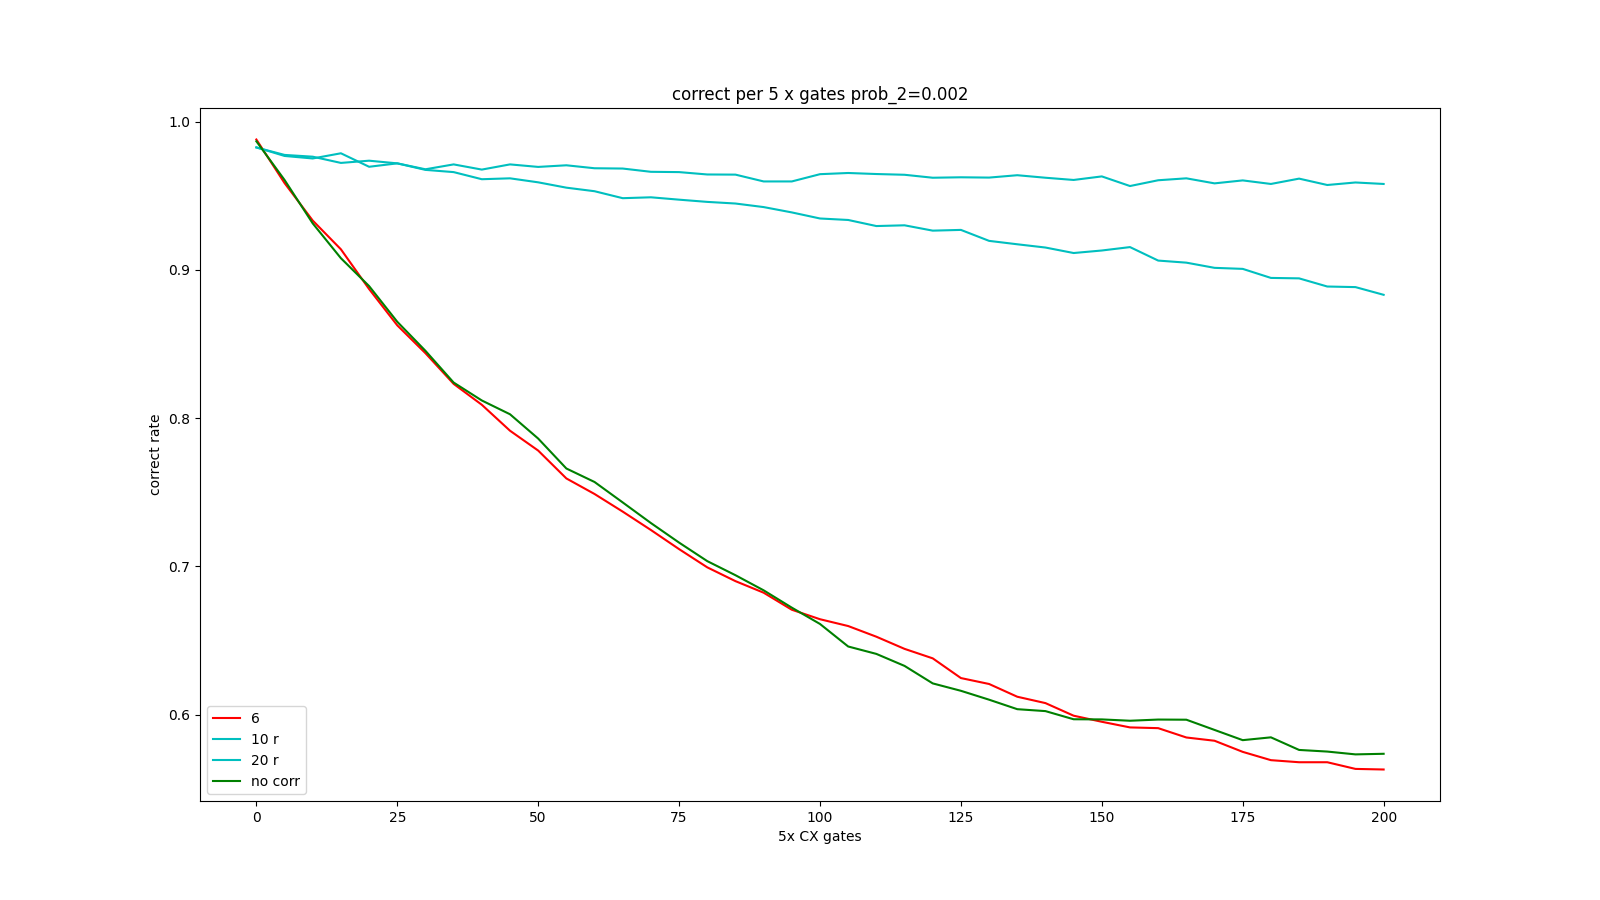 correct per 5 x gates prob_2=0.002
1.0
0.9
0.8
0.7
0.6
correct rate
6
10 r
20 r
no corr
0 25 50 75 100 125 150 175 200
5x CX gates